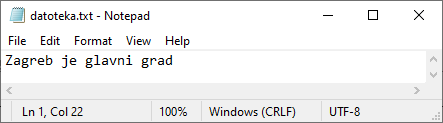 datoteka.txt - Notepad
File Edit Format View Help
Zagreb je glavni grad
Ln 1, Col 22 100% Windows (CRLF) UTF-8